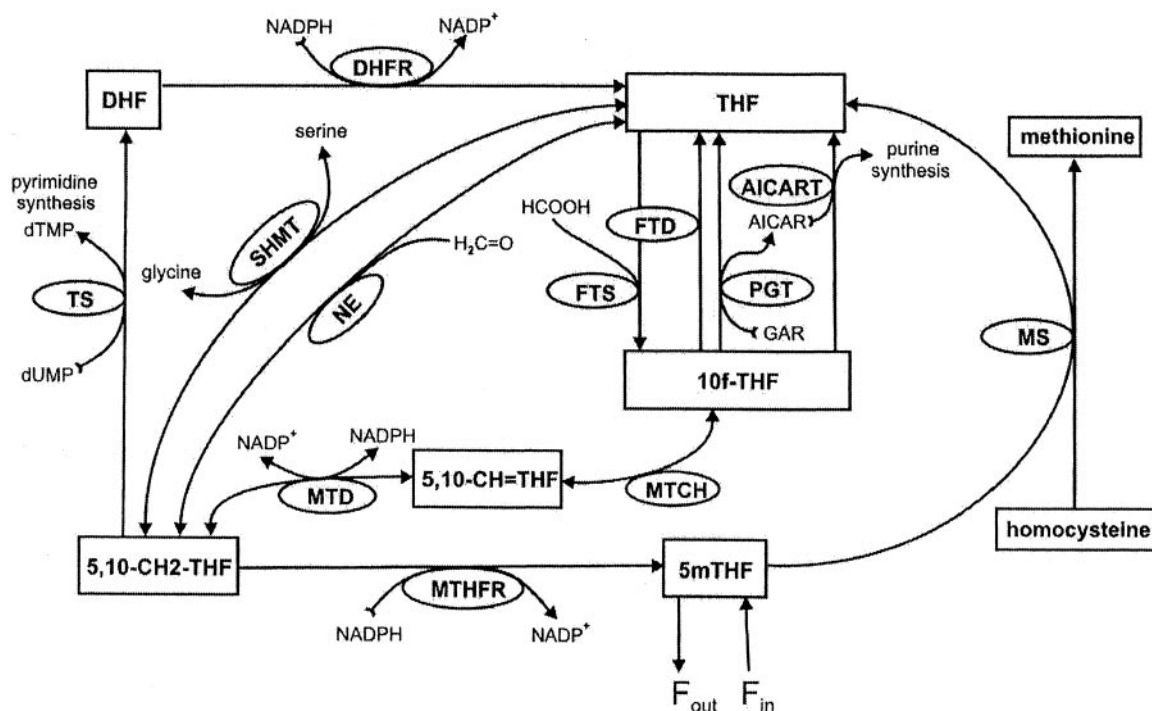 NADPH
NADP+
DHFR
DHF
THF
serine
methionine
pyrimidine
synthesis
dTMP
SHMT
HCOOH
FTD
AICART
purine
synthesis
AICAR
H2C=O
glycine
TS
NE
FTS
PGT
GAR
MS
dUMP
10f-THF
NADP+
NADPH
MTD
5,10-CH=THF
MTCH
homocysteine
5,10-CH2-THF
5mTHF
MTHFR
NADPH
NADP+
Fout
Fin